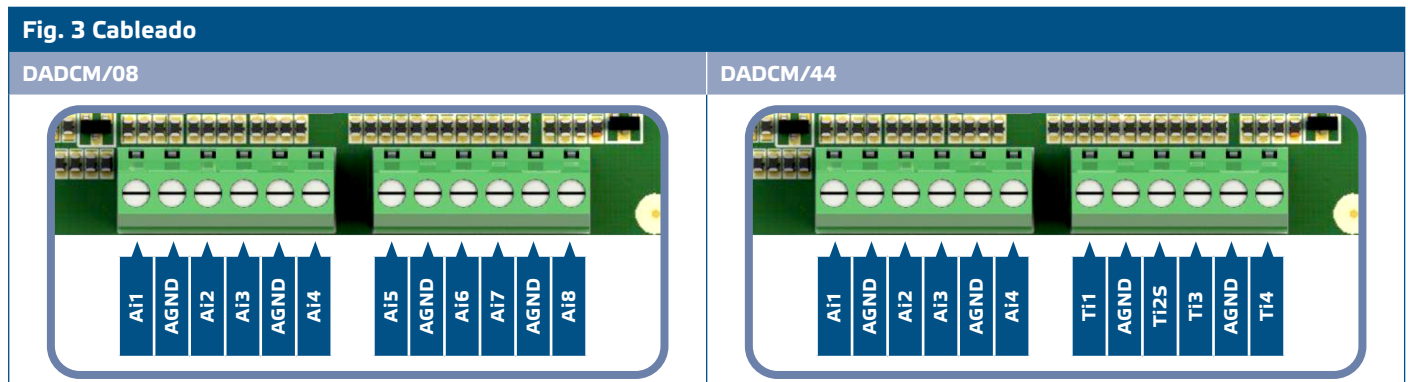 Fig. 3 Cableado
DADCM/08 DADCM/44
Ai1 AGND Ai2 Ai3 AGND Ai4 Ai5 AGND Ai6 Ai7 AGND Ai8
Ai1 AGND Ai2 Ai3 AGND Ai4 Ti1 AGND Ti2S Ti3 AGND Ti4